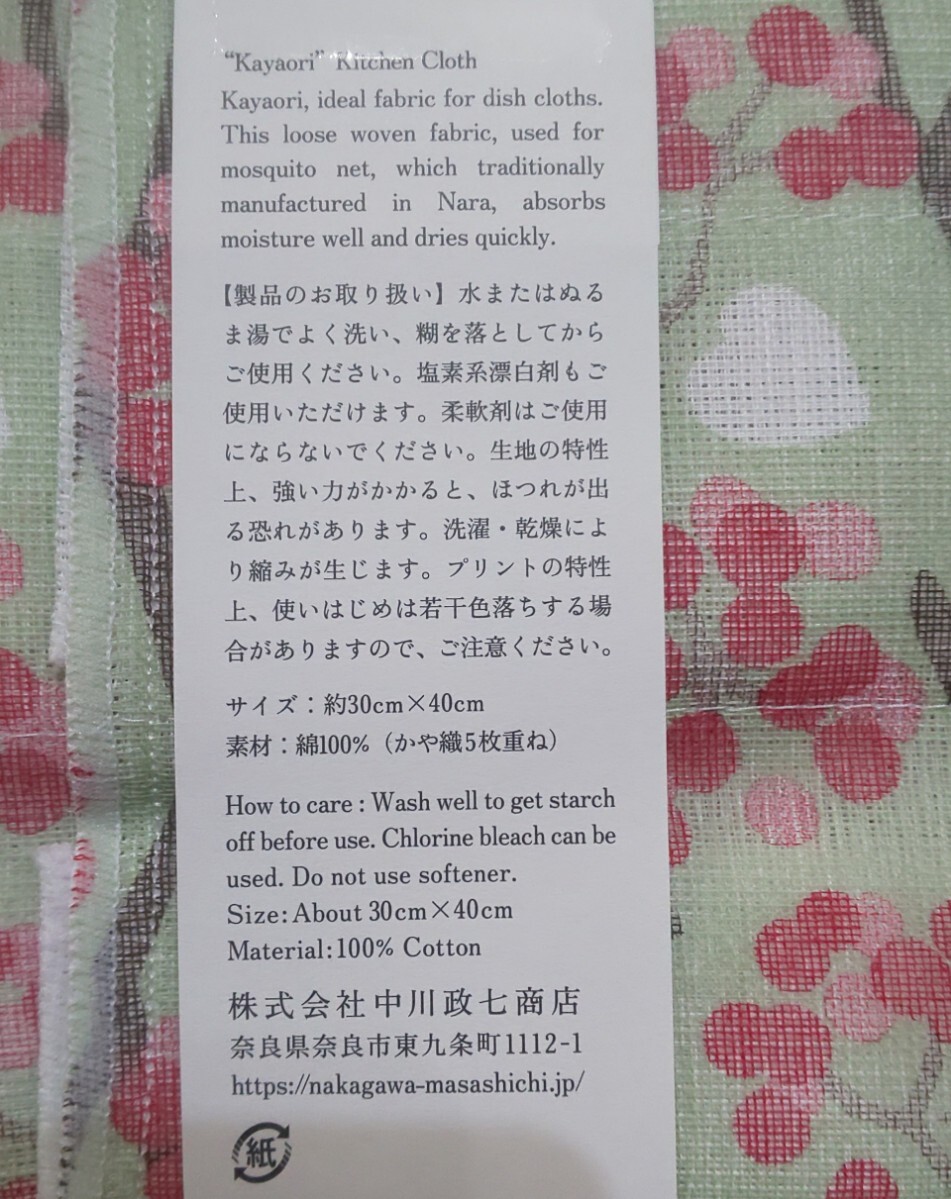 “Kayaori” Kitchen Cloth
Kayaori, ideal fabric for dish cloths.
This loose woven fabric, used for
mosquito net, which traditionally
manufactured in Nara, absorbs
moisture well and dries quickly.
【製品のお取り扱い】水またはぬる
ま湯でよく洗い、糊を落としてから
ご使用ください。塩素系漂白剤もご
使用いただけます。柔軟剤はご使用
にならないでください。生地の特性
上、強い力がかかると、ほつれが出
る恐れがあります。洗濯・乾燥によ
り縮みが生じます。プリントの特性
上、使いはじめは若干色落ちする場
合がありますので、ご注意ください。
サイズ：約30cm×40cm
素材：綿100%（かや織5枚重ね）
How to care : Wash well to get starch
off before use. Chlorine bleach can be
used. Do not use softener.
Size: About 30cm×40cm
Material: 100% Cotton
株式会社中川政七商店
奈良県奈良市東九条町1112-1
https://nakagawa-masashichi.jp/
紙